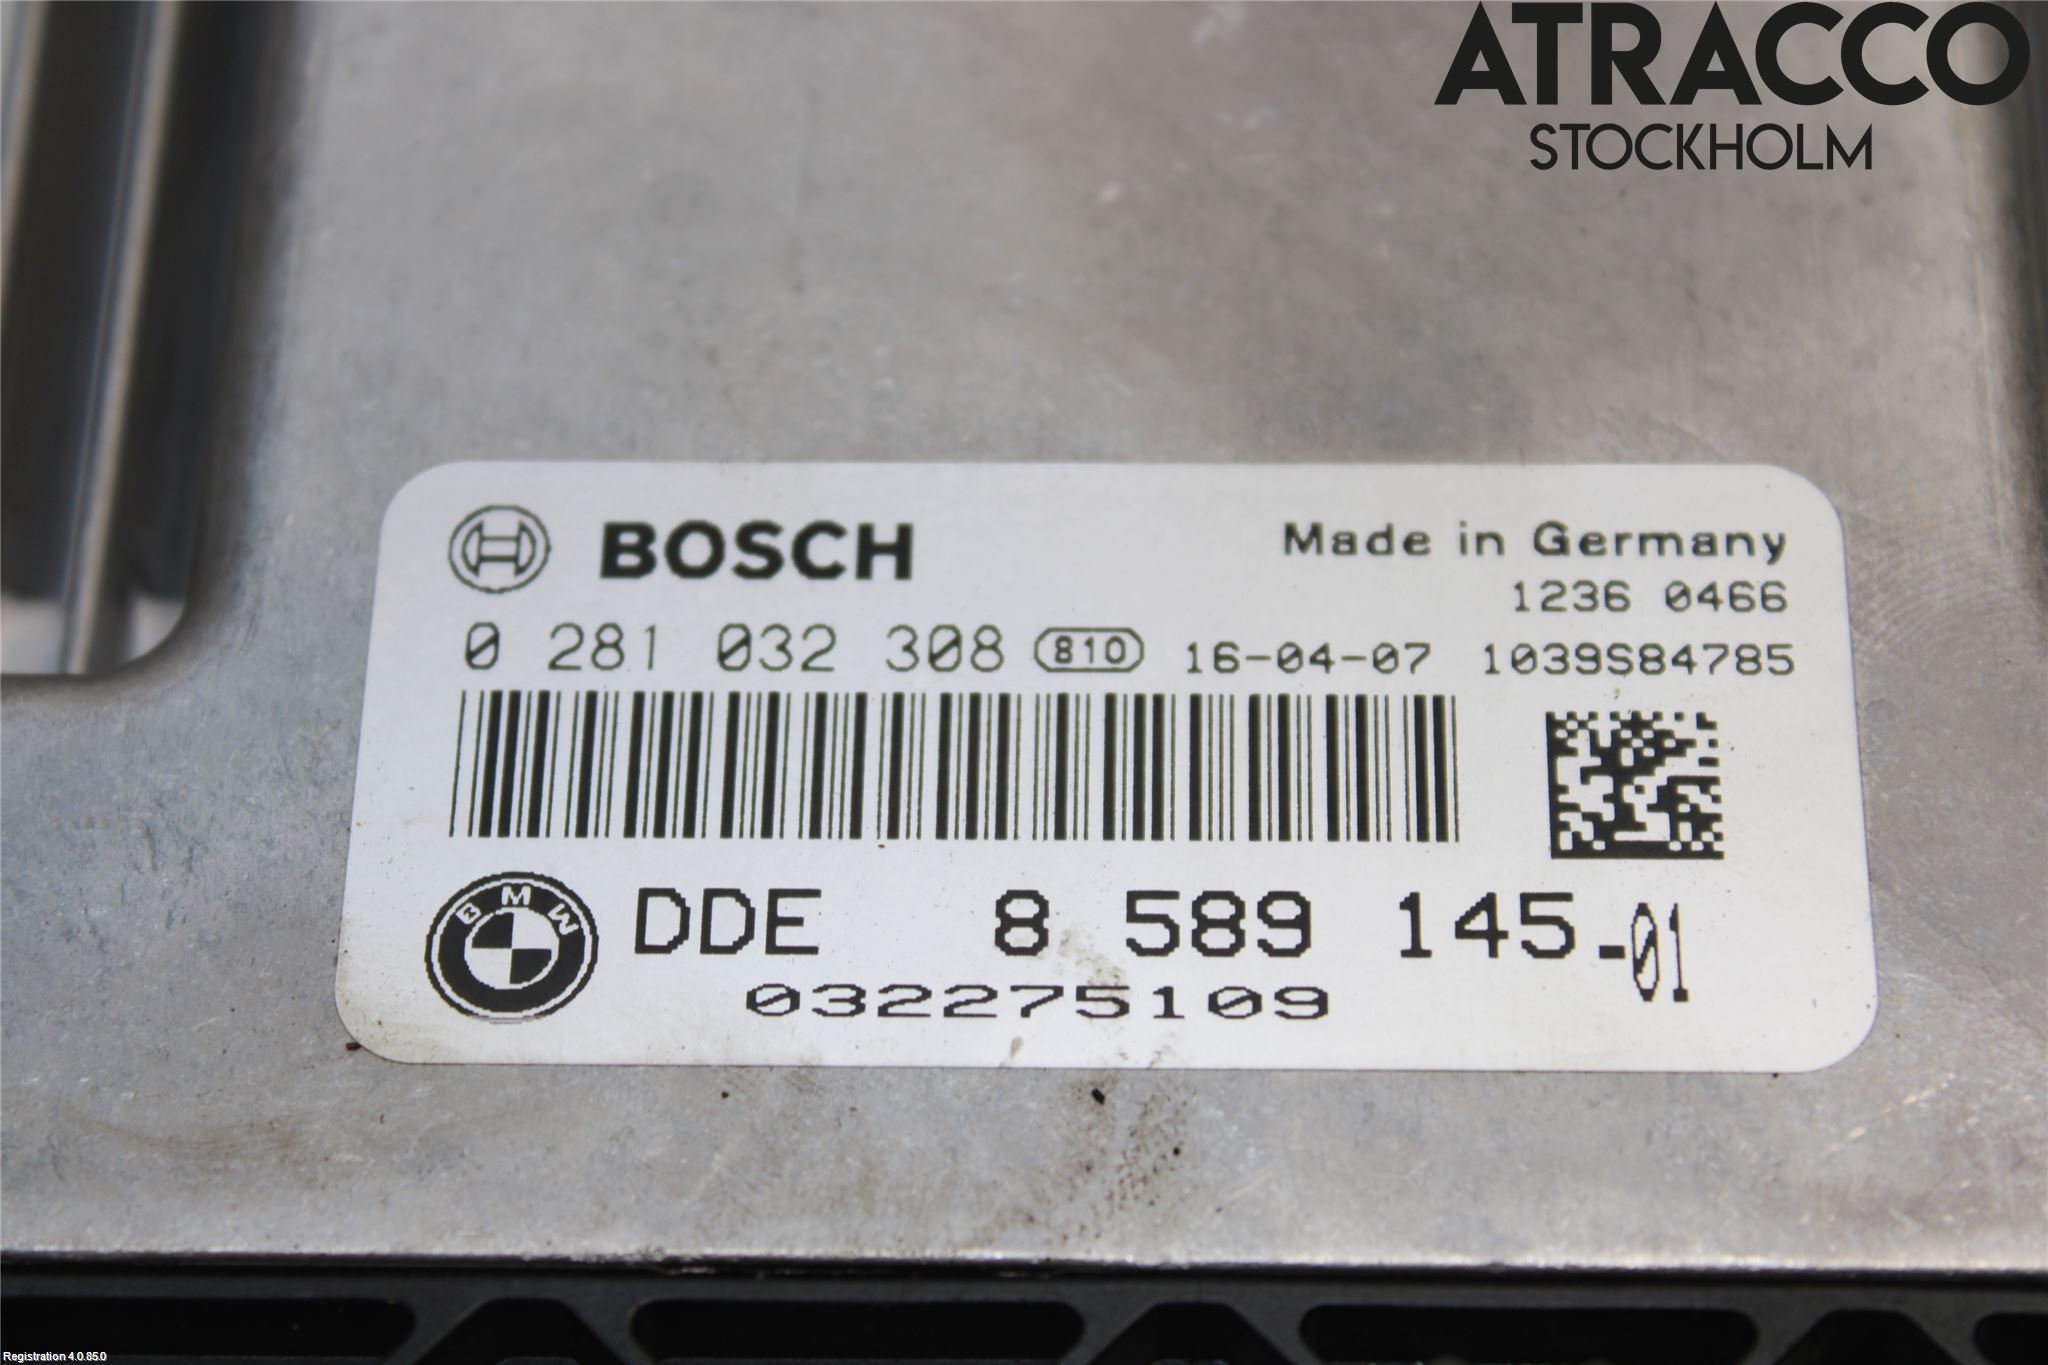 ATRACCO
STOCKHOLM
BOSCH
Made in Germany
1236 0466
0 281 032 308 810 16-04-07 1039S84785
BMW
DDE 8 589 145-01
032275109
Registration 4.0.85.0